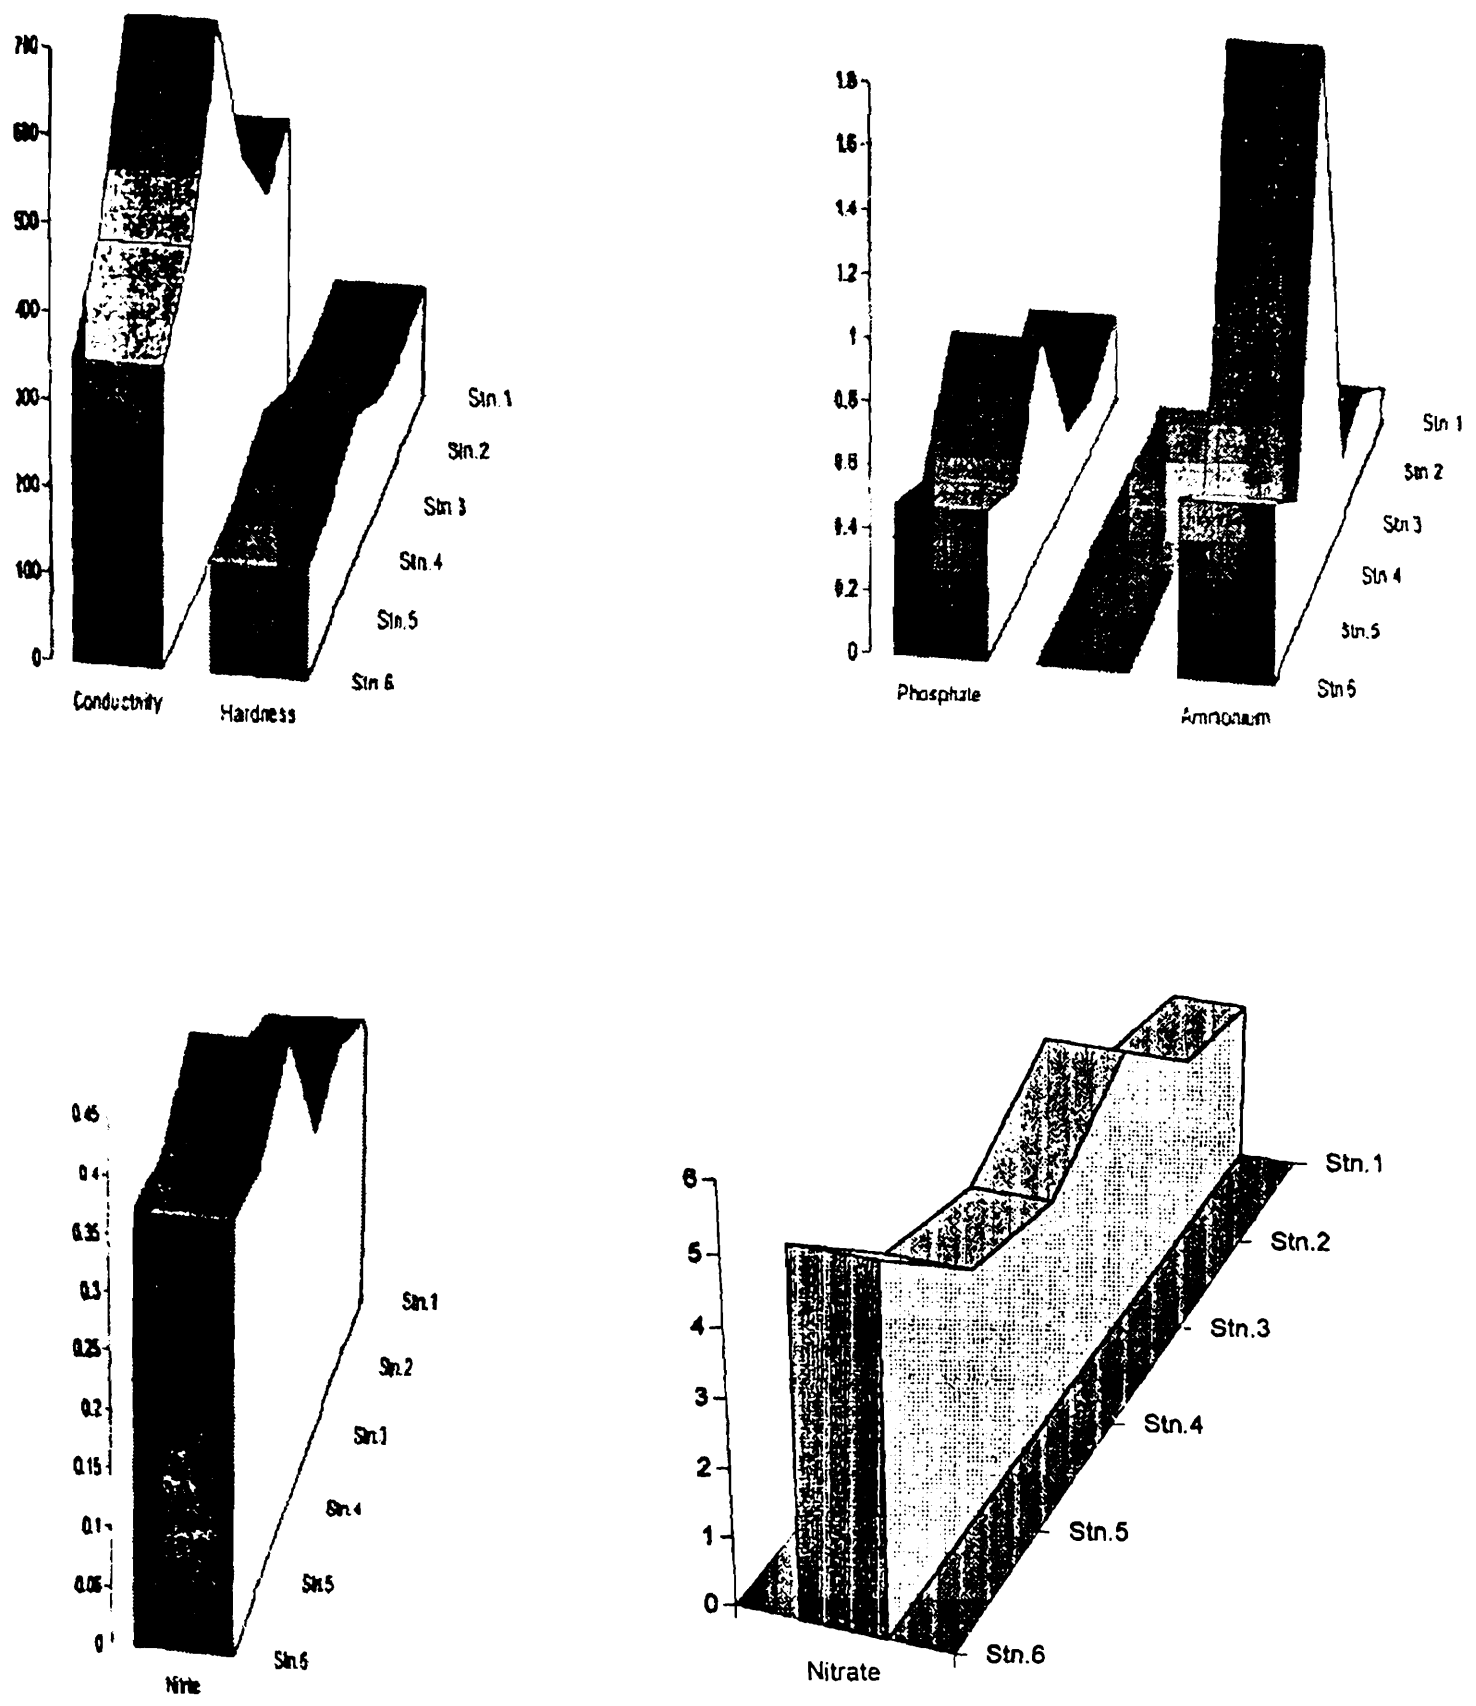 700
600
500
400
300
200
100
0
Stn.1
Stn.2
Stn.3
Stn.4
Stn.5
Stn.6
Conductivity
Hardness
1.8
1.6
1.4
1.2
1
0.8
0.6
0.4
0.2
0
Stn 1
Stn 2
Stn 3
Stn 4
Stn.5
Stn 6
Phosphate
Ammonium
0.45
0.4
0.35
0.3
0.25
0.2
0.15
0.1
0.05
0
Stn.1
Stn.2
Stn.3
Stn.4
Stn.5
Stn.6
Nitrite
6
5
4
3
2
1
0
Stn.1
Stn.2
Stn.3
Stn.4
Stn.5
Stn.6
Nitrate